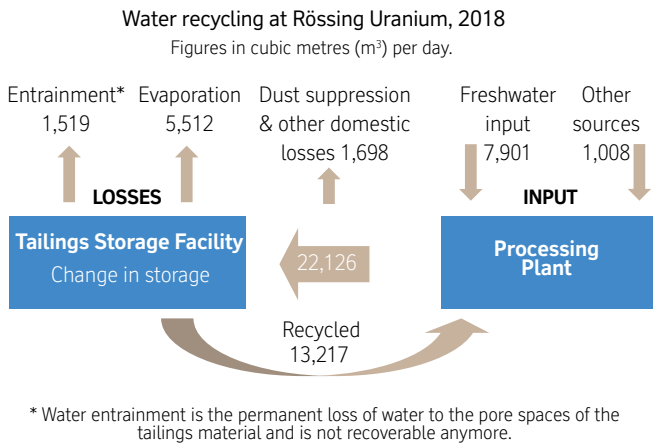 Water recycling at Rössing Uranium, 2018
Figures in cubic metres (m³) per day.
Entrainment*
1,519
Evaporation
5,512
Dust suppression
& other domestic
losses 1,698
Freshwater
input
7,901
Other
sources
1,008
LOSSES
INPUT
Tailings Storage Facility
Change in storage
22,126
Processing
Plant
Recycled
13,217
* Water entrainment is the permanent loss of water to the pore spaces of the
tailings material and is not recoverable anymore.